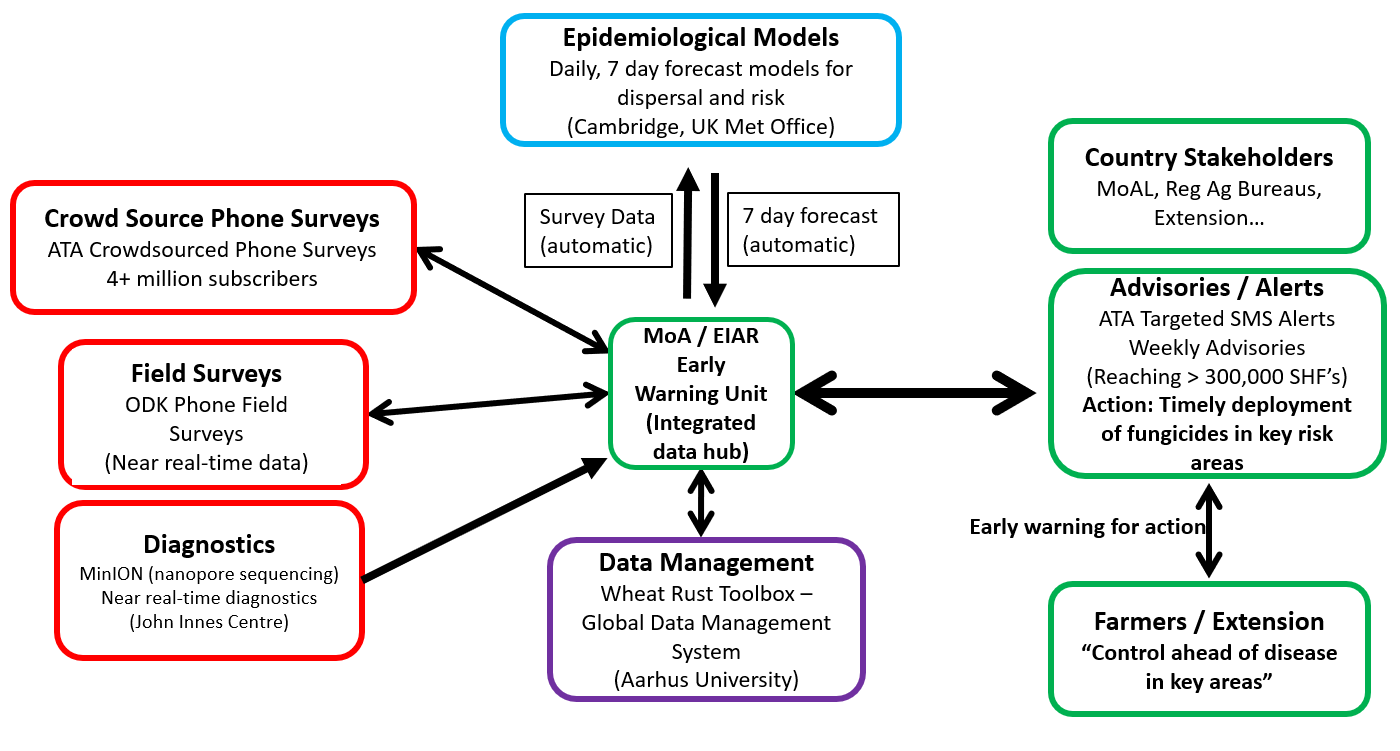 Epidemiological Models
Daily, 7 day forecast models for
dispersal and risk
(Cambridge, UK Met Office)
Country Stakeholders
MoAL, Reg Ag Bureaus,
Extension…
Crowd Source Phone Surveys
ATA Crowdsourced Phone Surveys
4+ million subscribers
Survey Data
(automatic)
7 day forecast
(automatic)
Advisories / Alerts
ATA Targeted SMS Alerts
Weekly Advisories
(Reaching > 300,000 SHF’s)
Action: Timely deployment
of fungicides in key risk
areas
MoA / EIAR
Early
Warning Unit
(Integrated
data hub)
Field Surveys
ODK Phone Field
Surveys
(Near real-time data)
Diagnostics
MinION (nanopore sequencing)
Near real-time diagnostics
(John Innes Centre)
Early warning for action
Data Management
Wheat Rust Toolbox –
Global Data Management
System
(Aarhus University)
Farmers / Extension
“Control ahead of disease
in key areas”